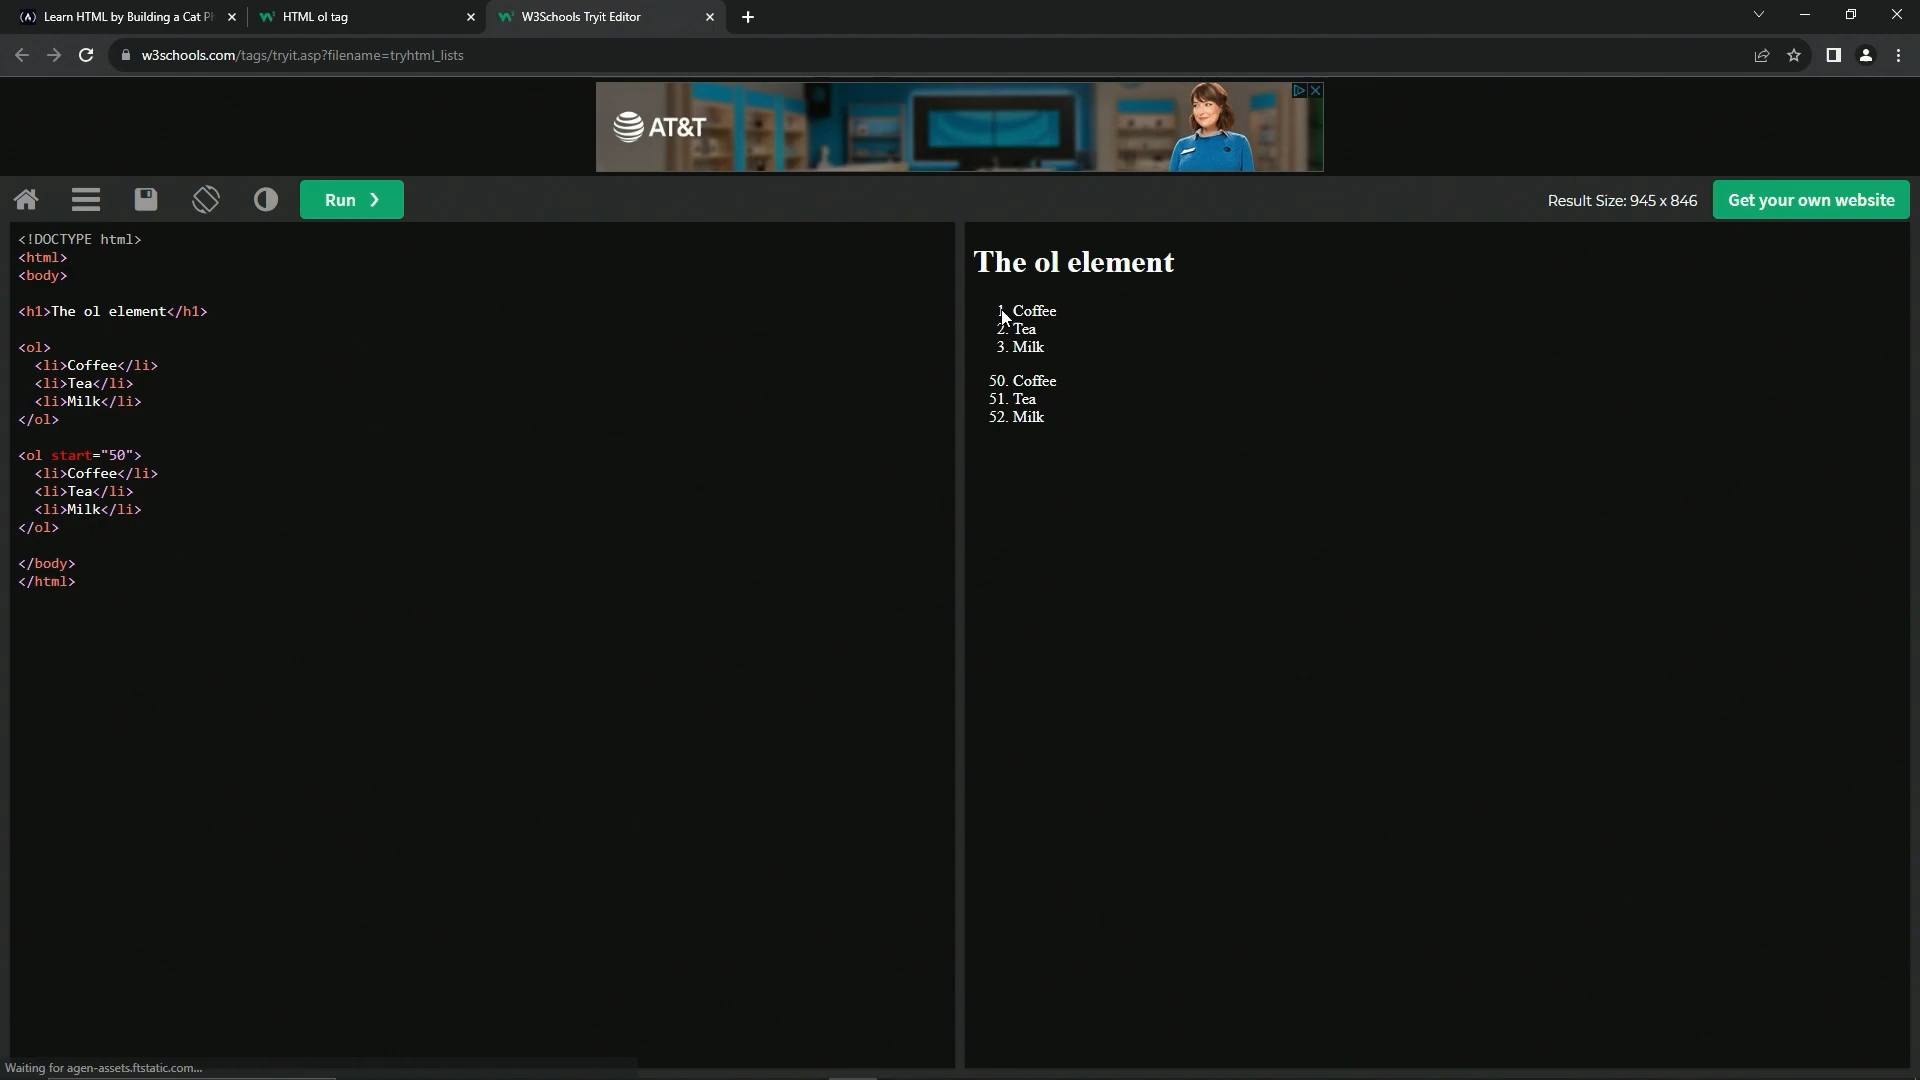 Learn HTML by Building a Cat Ph
HTML ol tag
W3Schools Tryit Editor
w3schools.com/tags/tryit.asp?filename=tryhtml_lists
AT&T
Run ❯
Result Size: 945 x 846
Get your own website
<!DOCTYPE html>
<html>
<body>
<h1>The ol element</h1>
<ol>
<li>Coffee</li>
<li>Tea</li>
<li>Milk</li>
</ol>
<ol start="50">
<li>Coffee</li>
<li>Tea</li>
<li>Milk</li>
</ol>
</body>
</html>
The ol element
1. Coffee
2. Tea
3. Milk
50. Coffee
51. Tea
52. Milk
Waiting for agen-assets.ftstatic.com...